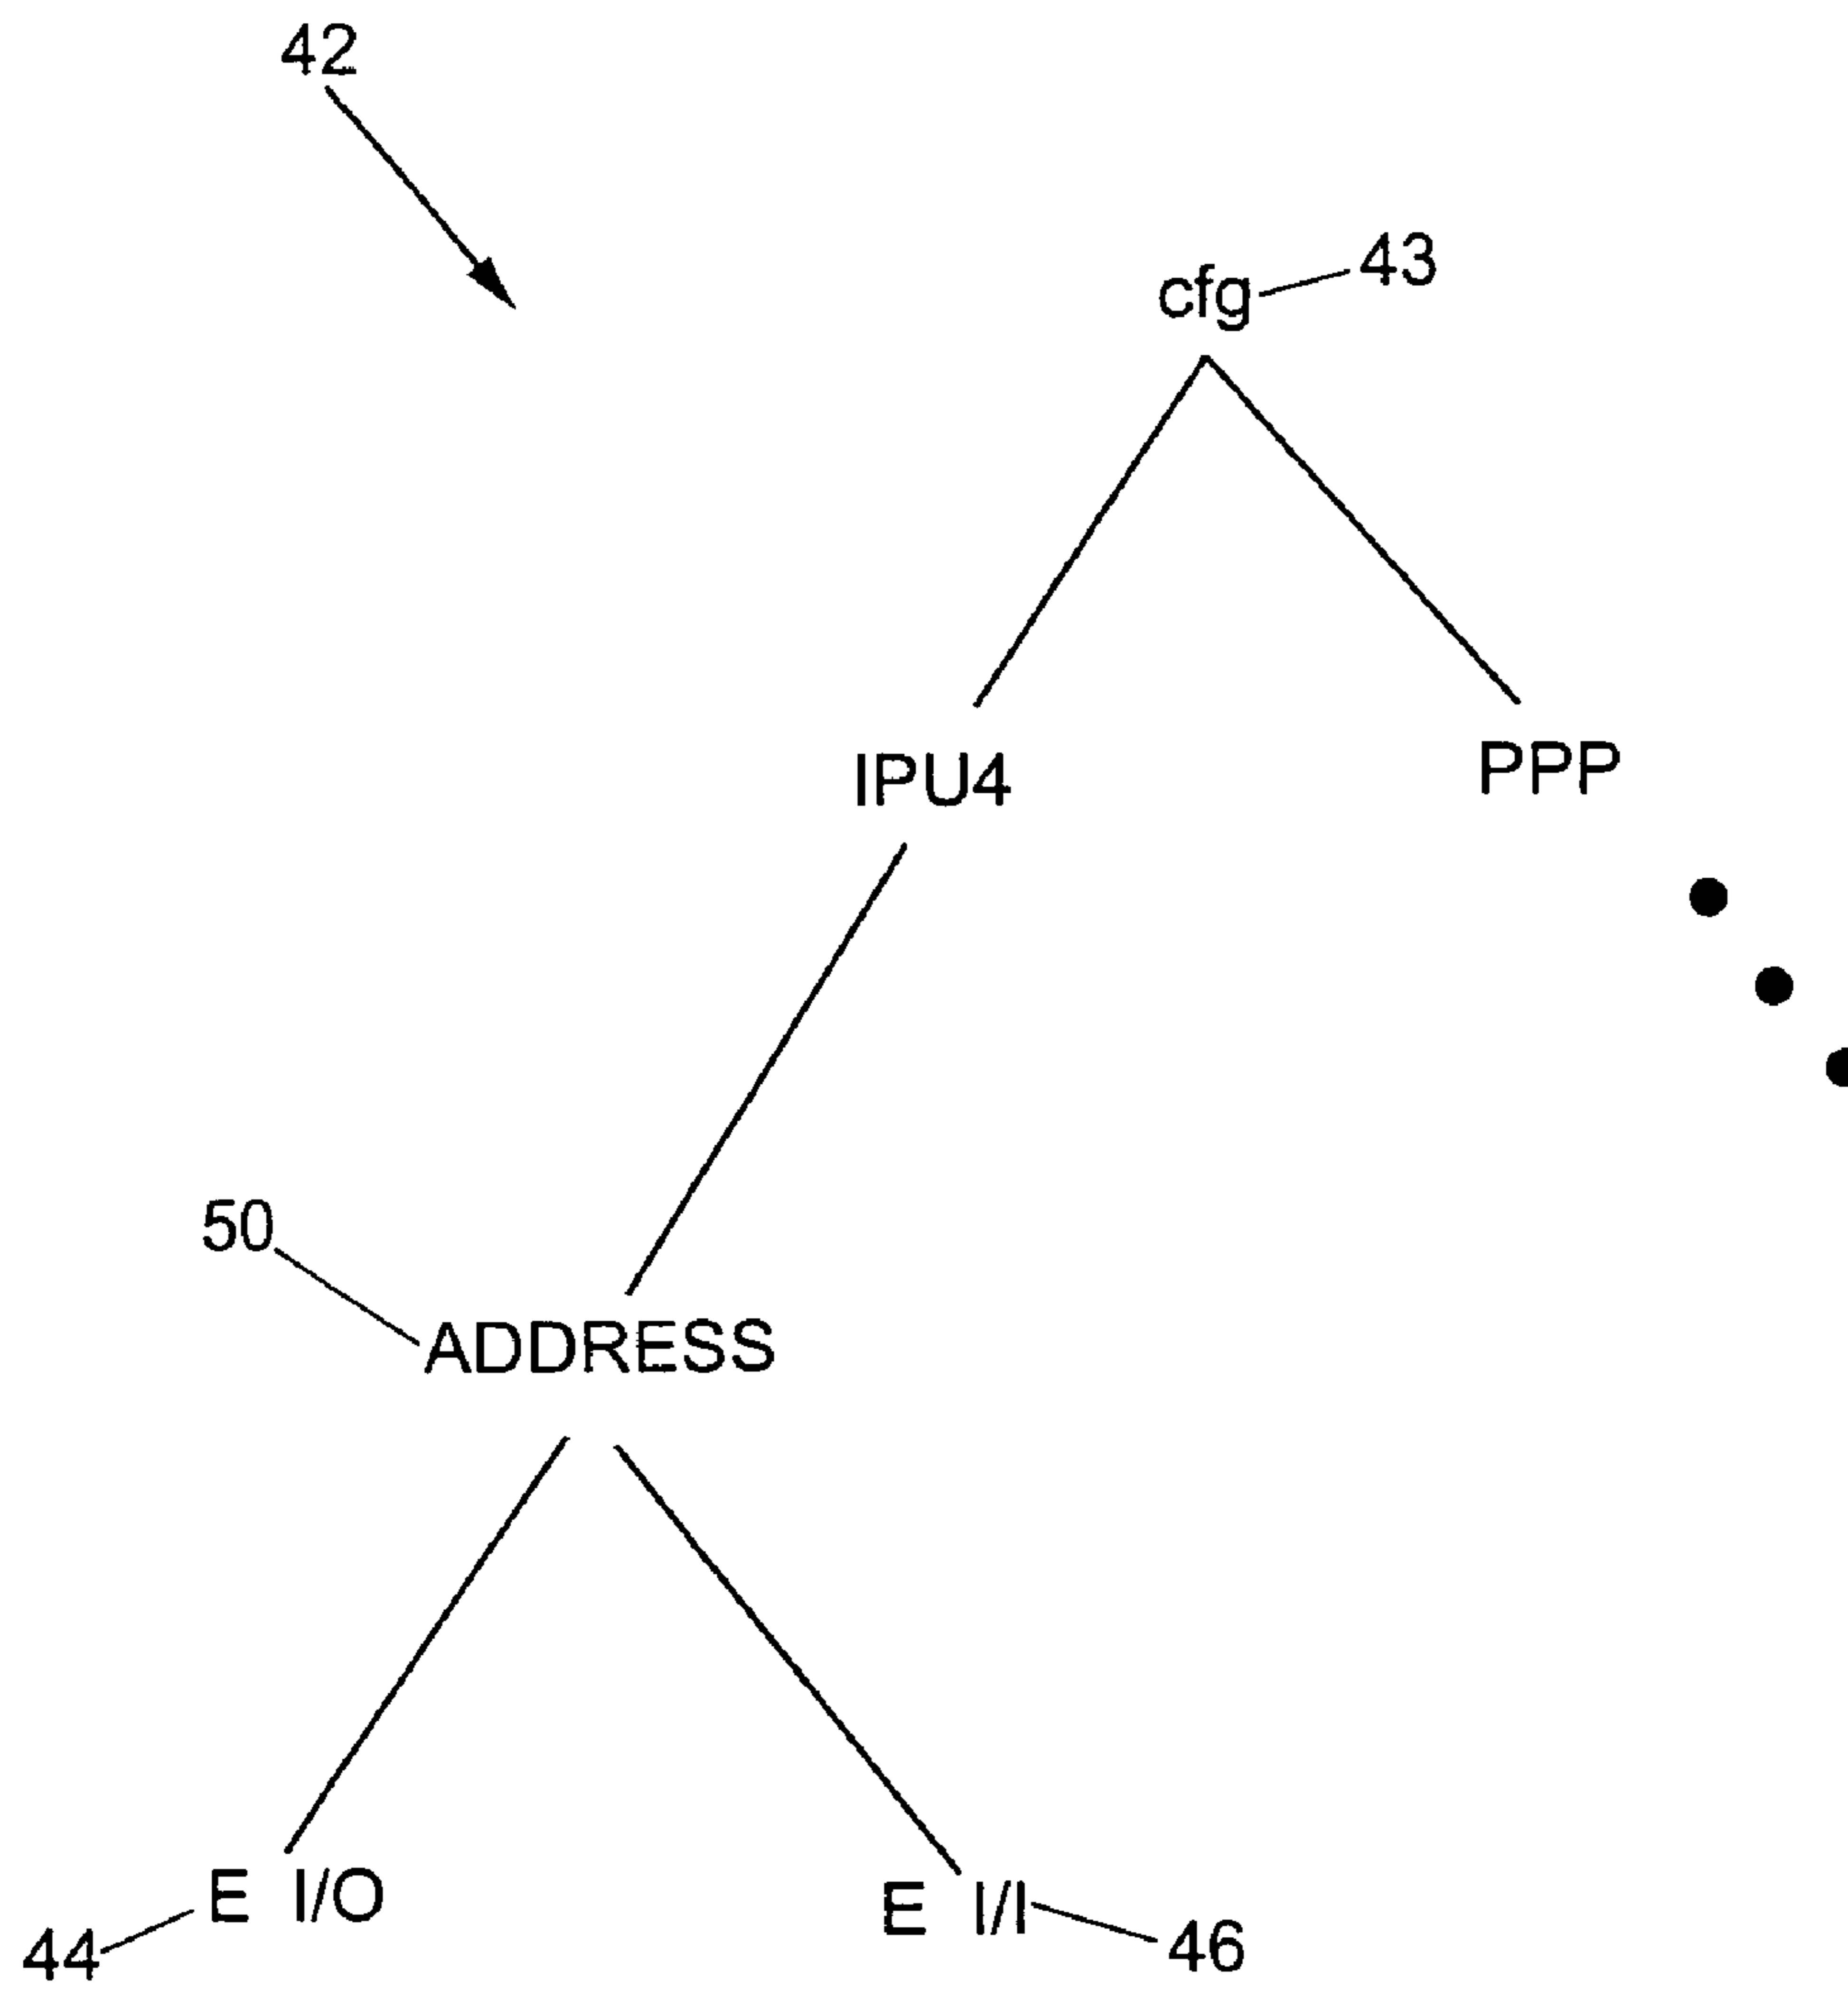 42
cfg 43
IPU4 PPP
50
ADDRESS
E I/O
E I/I
44
46